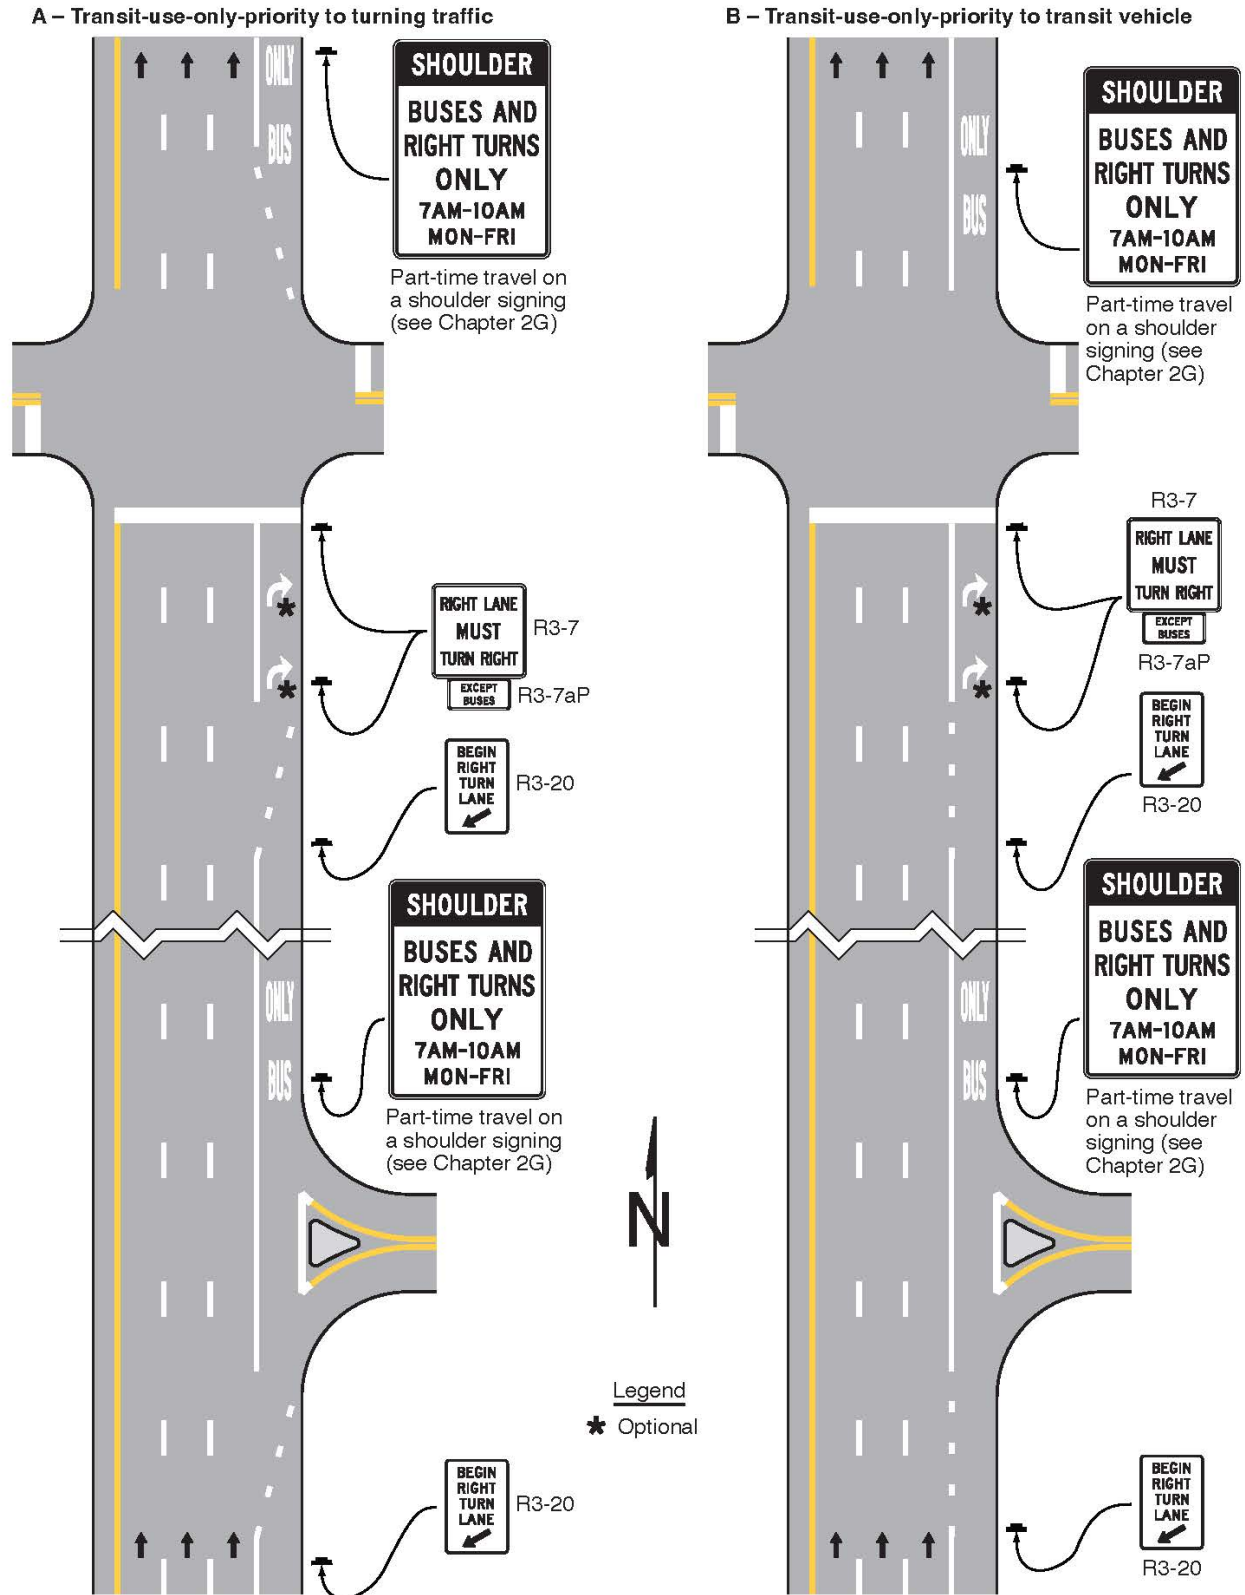 A – Transit-use-only-priority to turning traffic
ONLY
BUS
SHOULDER
BUSES AND
RIGHT TURNS
ONLY
7AM–10AM
MON–FRI
Part-time travel on
a shoulder signing
(see Chapter 2G)
RIGHT LANE
MUST
TURN RIGHT
R3-7
EXCEPT
BUSES
R3-7aP
BEGIN
RIGHT
TURN
LANE
R3-20
SHOULDER
BUSES AND
RIGHT TURNS
ONLY
7AM–10AM
MON–FRI
ONLY
BUS
Part-time travel on
a shoulder signing
(see Chapter 2G)
BEGIN
RIGHT
TURN
LANE
R3-20
N
Legend
* Optional
B – Transit-use-only-priority to transit vehicle
ONLY
BUS
SHOULDER
BUSES AND
RIGHT TURNS
ONLY
7AM–10AM
MON–FRI
Part-time travel
on a shoulder
signing (see
Chapter 2G)
R3-7
RIGHT LANE
MUST
TURN RIGHT
EXCEPT
BUSES
R3-7aP
BEGIN
RIGHT
TURN
LANE
R3-20
SHOULDER
BUSES AND
RIGHT TURNS
ONLY
7AM–10AM
MON–FRI
ONLY
BUS
Part-time travel
on a shoulder
signing (see
Chapter 2G)
BEGIN
RIGHT
TURN
LANE
R3-20